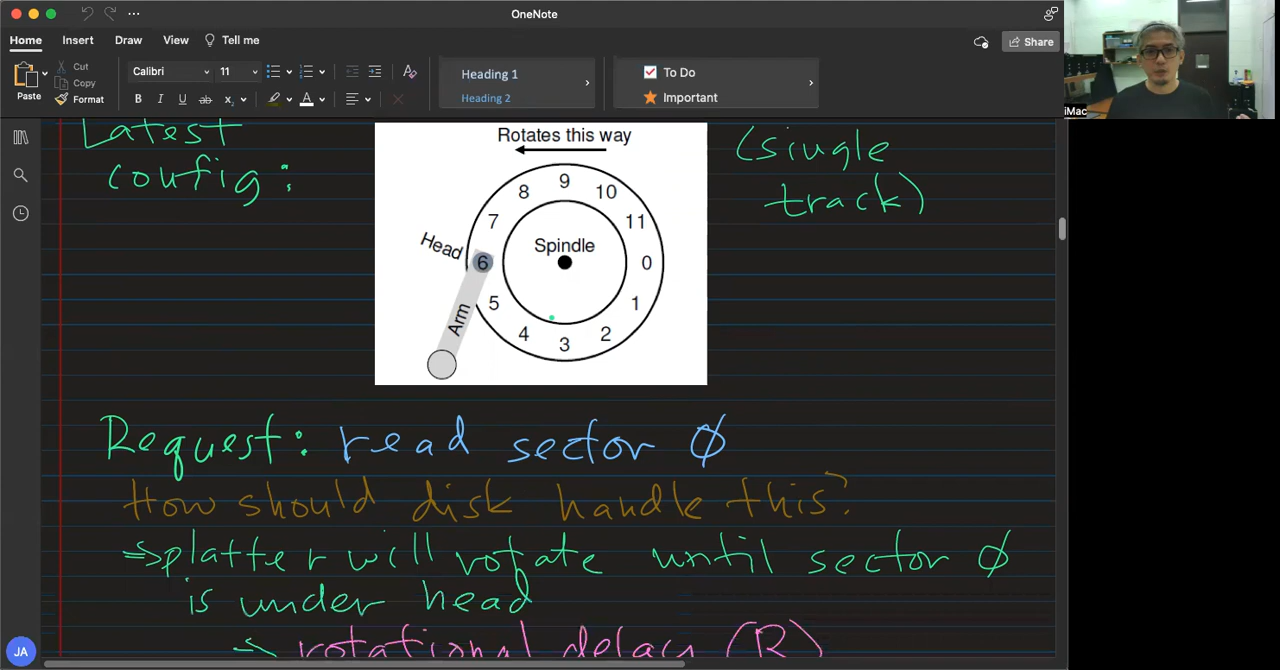 OneNote
Home Insert Draw View Tell me
Share
Paste
Cut
Copy
Format
Calibri 11
B I U ab x
A
Heading 1
Heading 2
To Do
Important
iMac
Latest
config:
Rotates this way
9
8 10
7 11
Head 6 Spindle 0
5 1
Arm
4 2
3
(single
track)
Request: read sector 0
How should disk handle this?
⇒ platter will rotate until sector 0
is under head
rotational delay (R)
JA